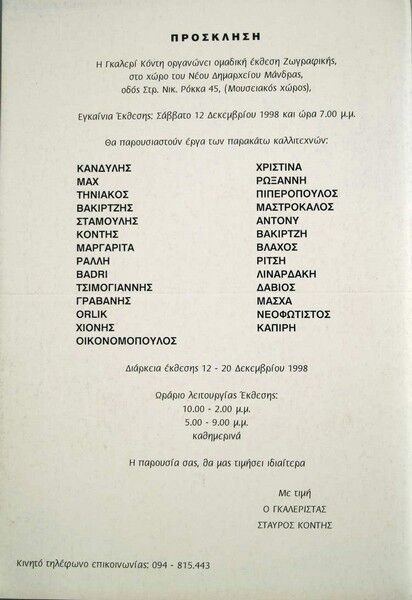 ΠΡΟΣΚΛΗΣΗ
Η Γκαλερί Κόντη οργανώνει ομαδική έκθεση Ζωγραφικής,
στο χώρο του Νέου Δημαρχείου Μάνδρας,
οδός Στρ. Νικ. Ρόκκα 45, (Μουσειακός χώρος),
Εγκαίνια Έκθεσης: Σάββατο 12 Δεκεμβρίου 1998 και ώρα 7.00 μ.μ.
Θα παρουσιαστούν έργα των παρακάτω καλλιτεχνών:
ΚΑΝΔΥΛΗΣ
ΜΑΧ
ΤΗΝΙΑΚΟΣ
ΒΑΚΙΡΤΖΗΣ
ΣΤΑΜΟΥΛΗΣ
ΚΟΝΤΗΣ
ΜΑΡΓΑΡΙΤΑ
ΡΑΛΛΗ
BADRI
ΤΣΙΜΟΓΙΑΝΝΗΣ
ΓΡΑΒΑΝΗΣ
ORLIK
ΧΙΟΝΗΣ
ΟΙΚΟΝΟΜΟΠΟΥΛΟΣ
ΧΡΙΣΤΙΝΑ
ΡΩΞΑΝΝΗ
ΠΙΠΕΡΟΠΟΥΛΟΣ
ΜΑΣΤΡΟΚΑΛΟΣ
ΑΝΤΟΝΥ
ΒΑΚΙΡΤΖΗ
ΒΛΑΧΟΣ
ΡΙΤΣΗ
ΛΙΝΑΡΔΑΚΗ
ΔΑΒΙΟΣ
ΜΑΣΧΑ
ΝΕΟΦΩΤΙΣΤΟΣ
ΚΑΠΙΡΗ
Διάρκεια έκθεσης 12 - 20 Δεκεμβρίου 1998
Ωράριο λειτουργίας Έκθεσης:
10.00 - 2.00 μ.μ.
5.00 - 9.00 μ.μ.
καθημερινά
Η παρουσία σας, θα μας τιμήσει ιδιαίτερα
Με τιμή
Ο ΓΚΑΛΕΡΙΣΤΑΣ
ΣΤΑΥΡΟΣ ΚΟΝΤΗΣ
Κινητό τηλέφωνο επικοινωνίας: 094 - 815.443